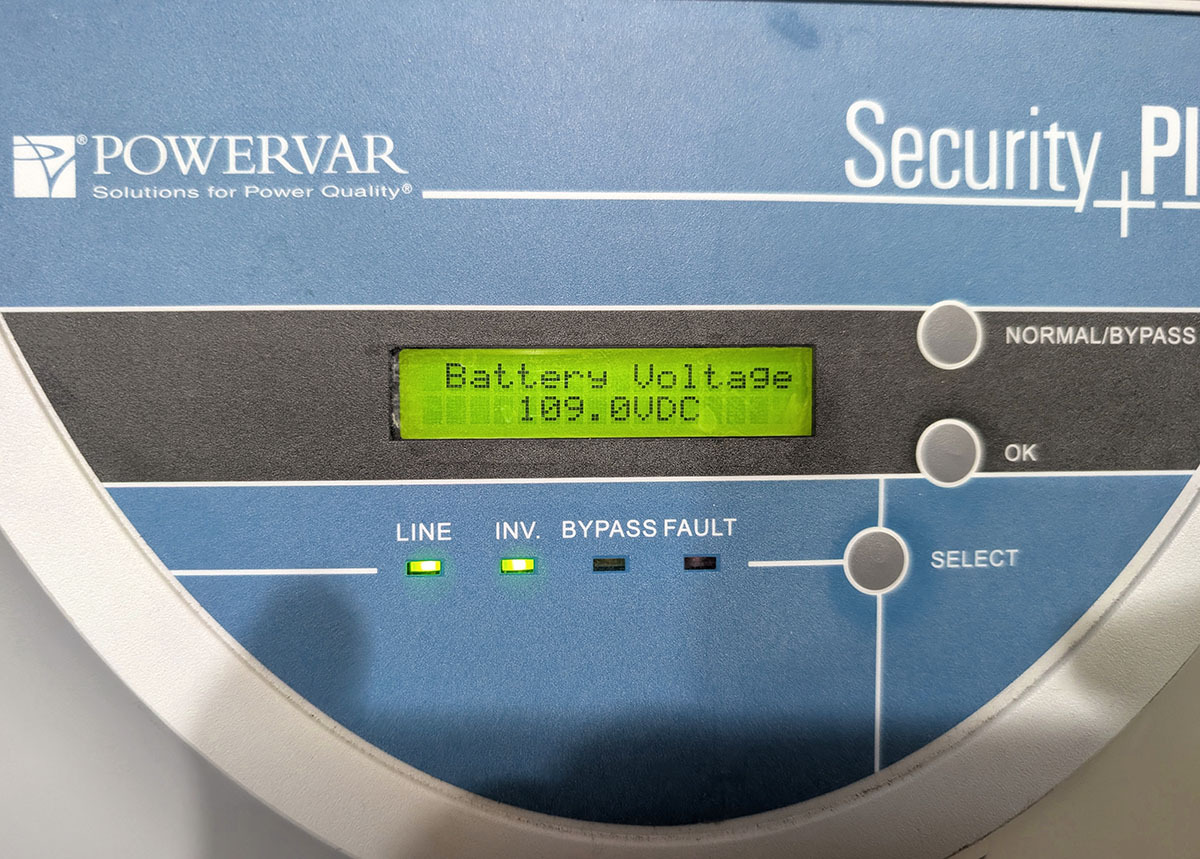 POWERVAR®
Solutions for Power Quality®
Security
NORMAL/BYPASS
Battery Voltage
109.0VDC
OK
LINE INV. BYPASS FAULT
SELECT